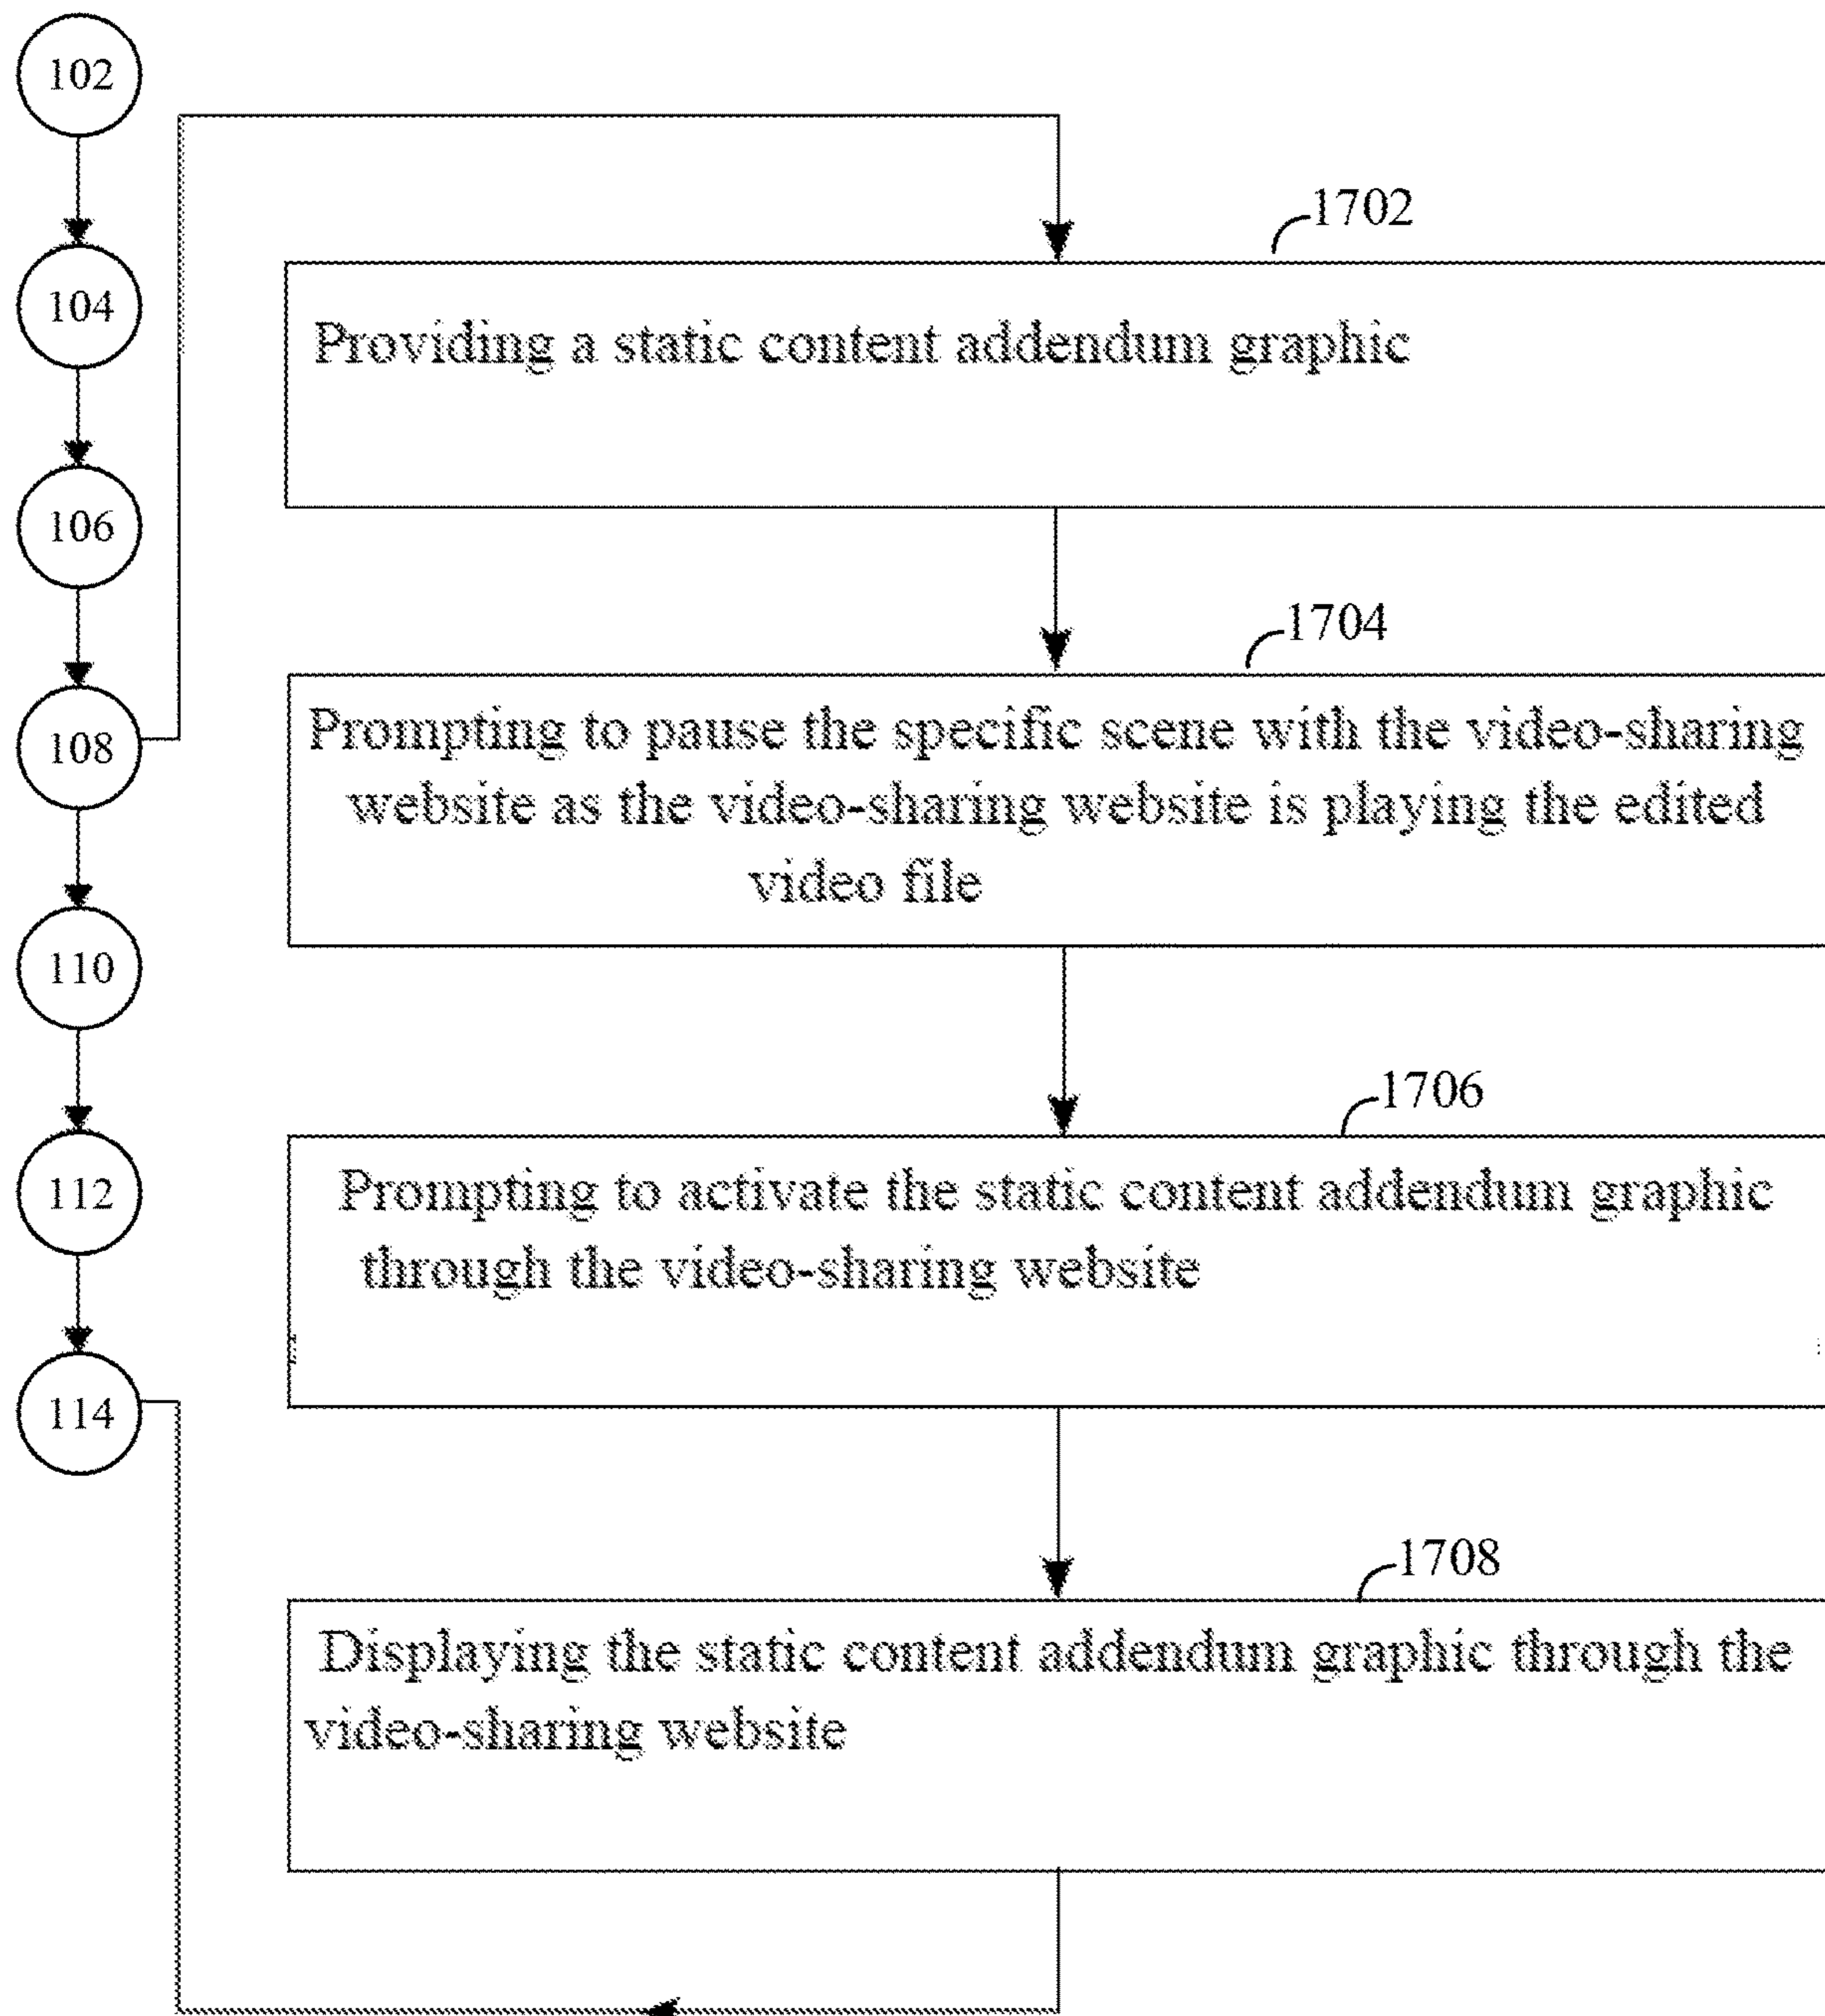 102
104
106
108
110
112
114
1702
Providing a static content addendum graphic
1704
Prompting to pause the specific scene with the video-sharing
website as the video-sharing website is playing the edited
video file
1706
Prompting to activate the static content addendum graphic
through the video-sharing website
1708
Displaying the static content addendum graphic through the
video-sharing website